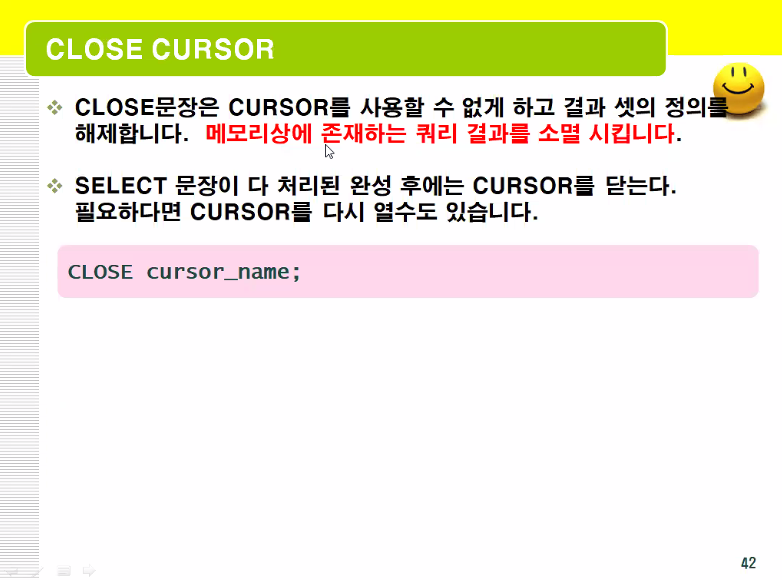 CLOSE CURSOR
CLOSE문장은 CURSOR를 사용할 수 없게 하고 결과 셋의 정의를
해제합니다. 메모리상에 존재하는 쿼리 결과를 소멸 시킵니다.
SELECT 문장이 다 처리된 완성 후에는 CURSOR를 닫는다.
필요하다면 CURSOR를 다시 열수도 있습니다.
CLOSE cursor_name;
42